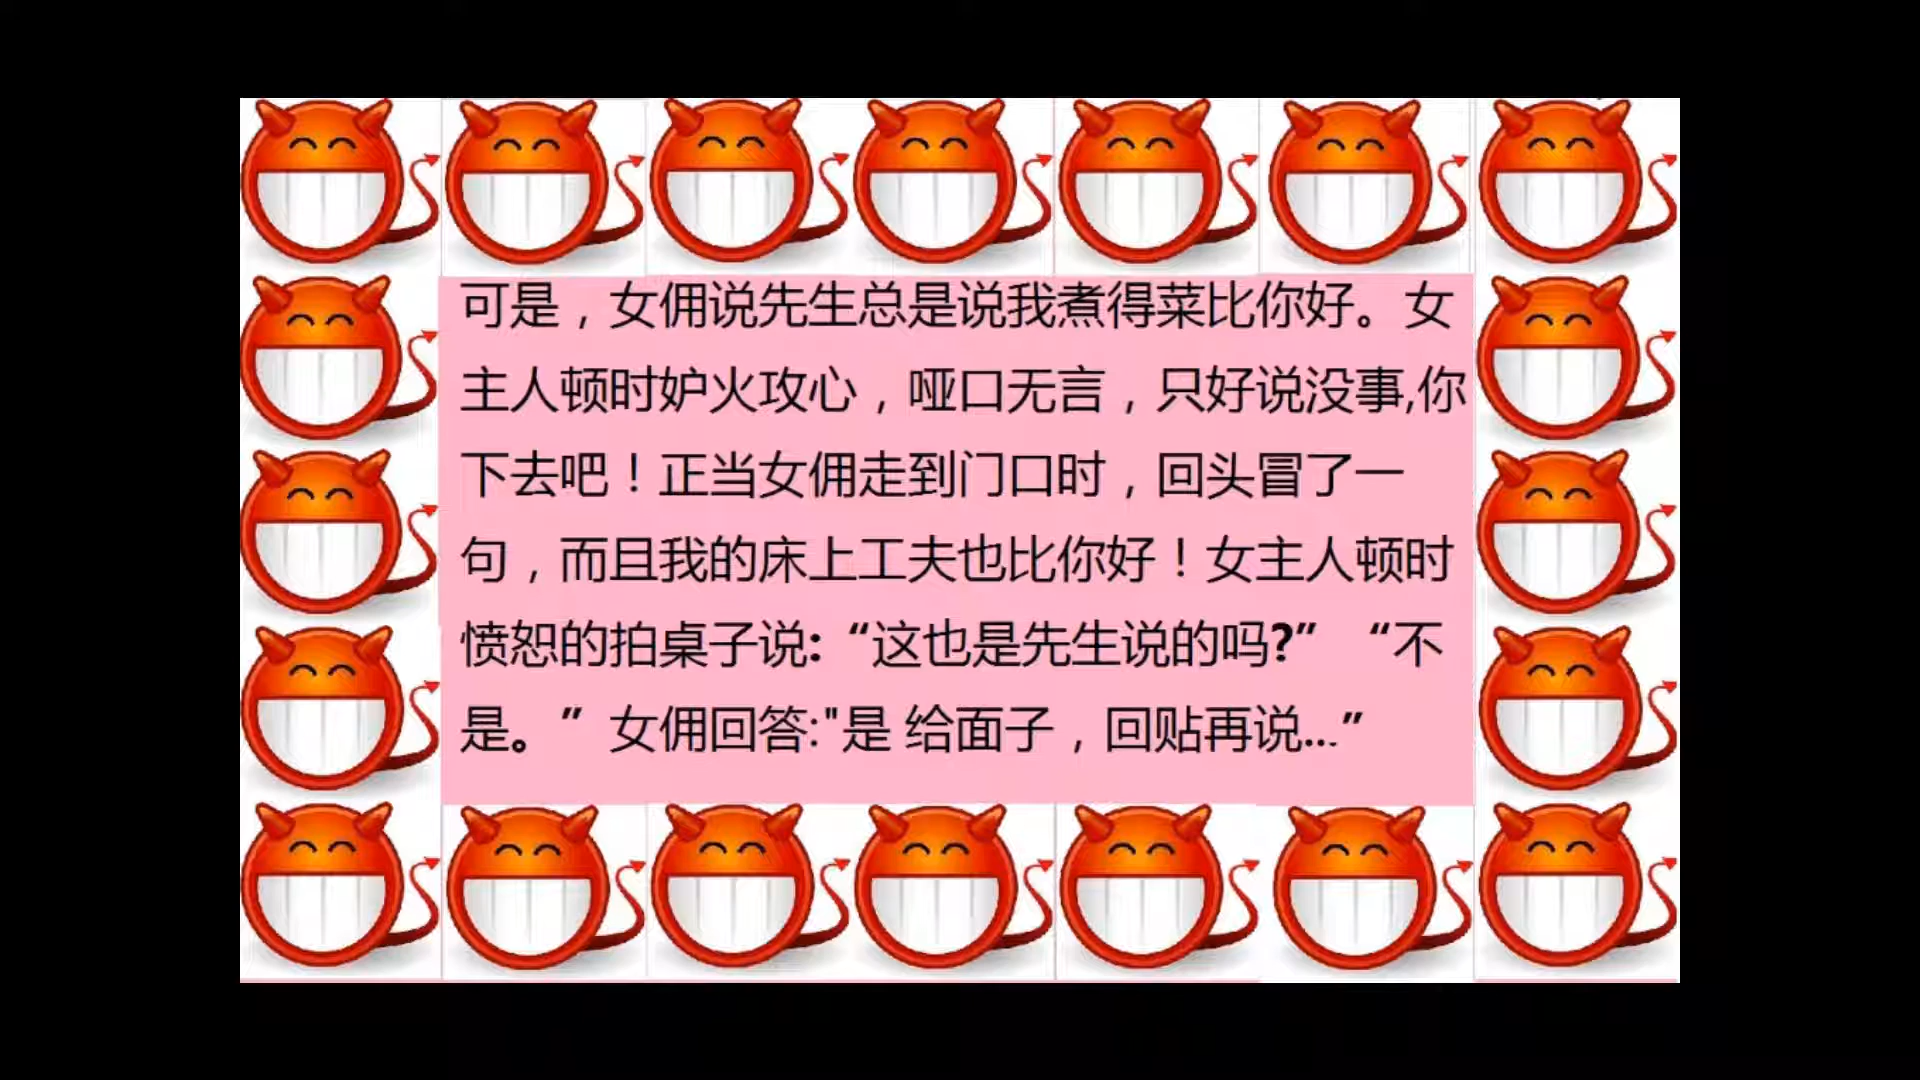 可是，女佣说先生总是说我煮得菜比你好。女
主人顿时妒火攻心，哑口无言，只好说没事,你
下去吧！正当女佣走到门口时，回头冒了一
句，而且我的床上工夫也比你好！女主人顿时
愤恕的拍桌子说:“这也是先生说的吗?” “不
是。”女佣回答:"是 给面子，回贴再说...”